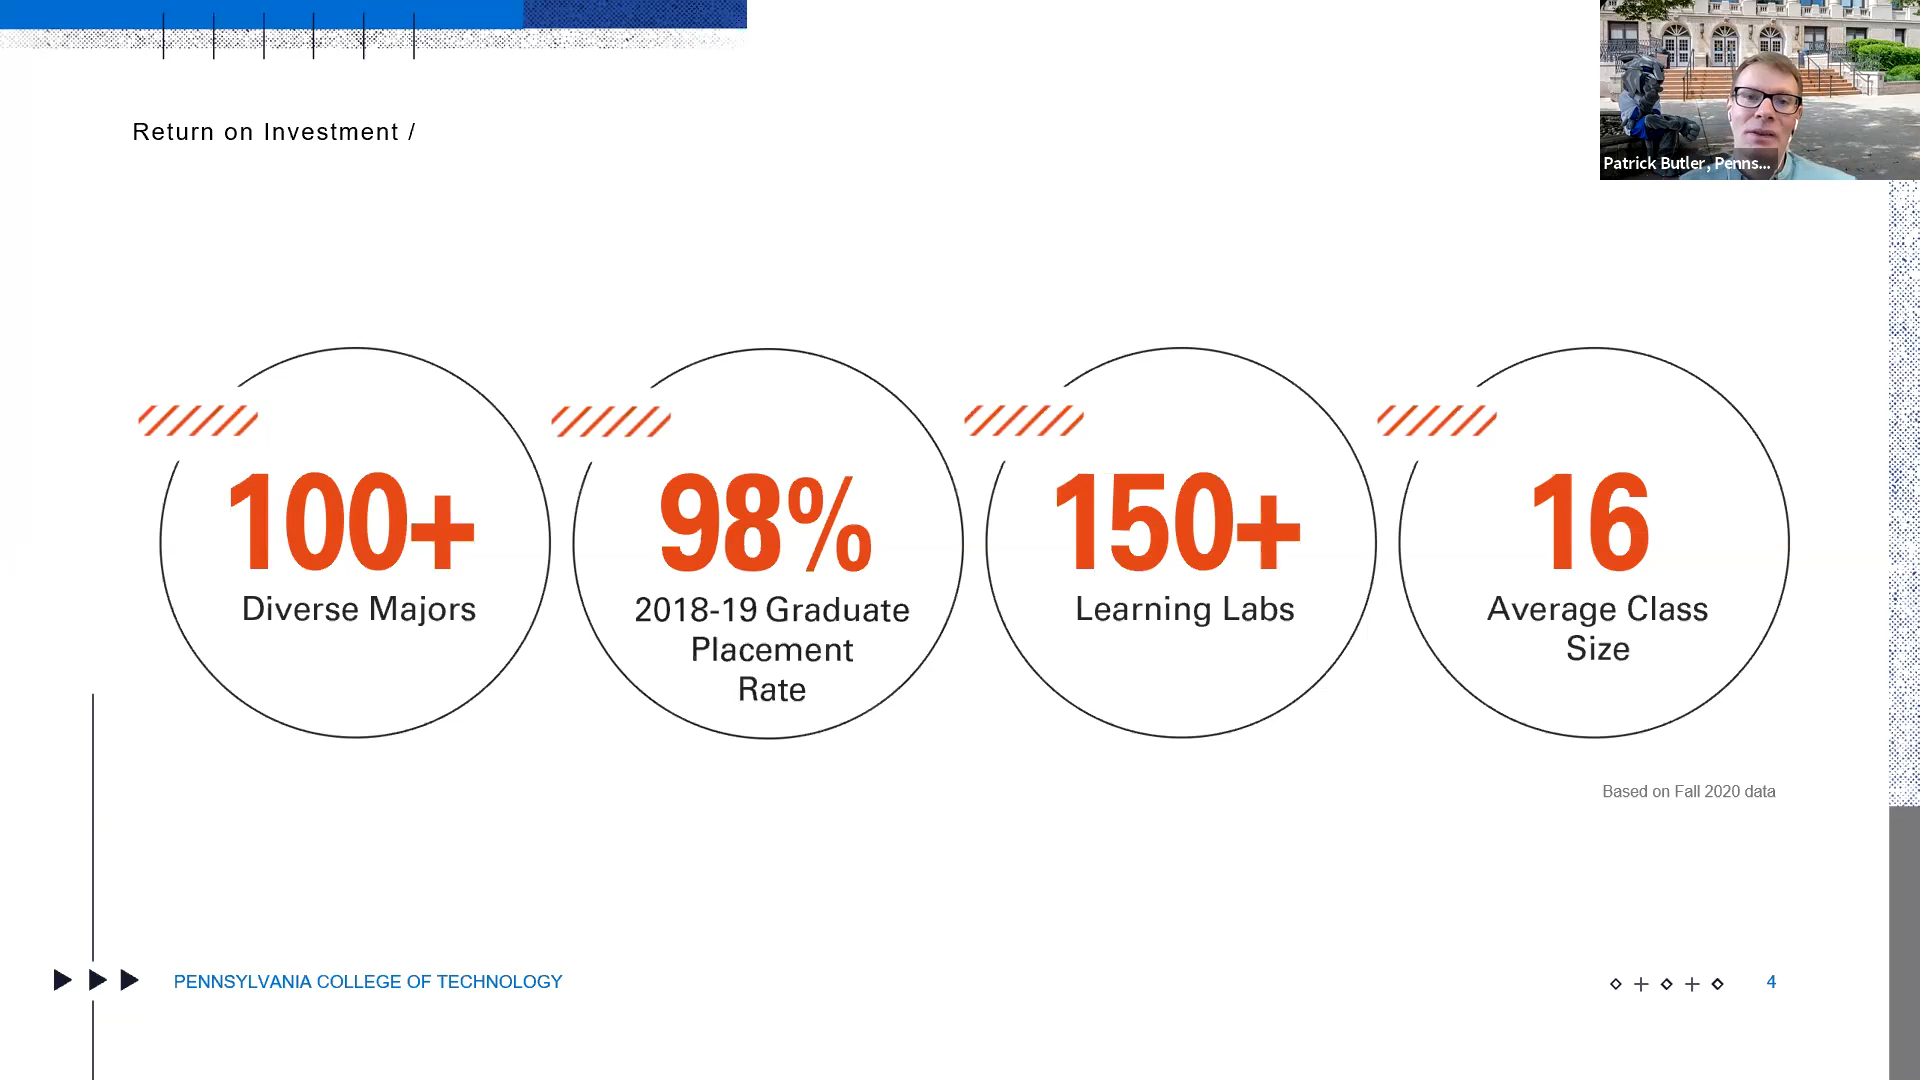 Return on Investment /
Patrick Butler, Penns...
100+
Diverse Majors
98%
2018-19 Graduate
Placement
Rate
150+
Learning Labs
16
Average Class
Size
Based on Fall 2020 data
PENNSYLVANIA COLLEGE OF TECHNOLOGY
4